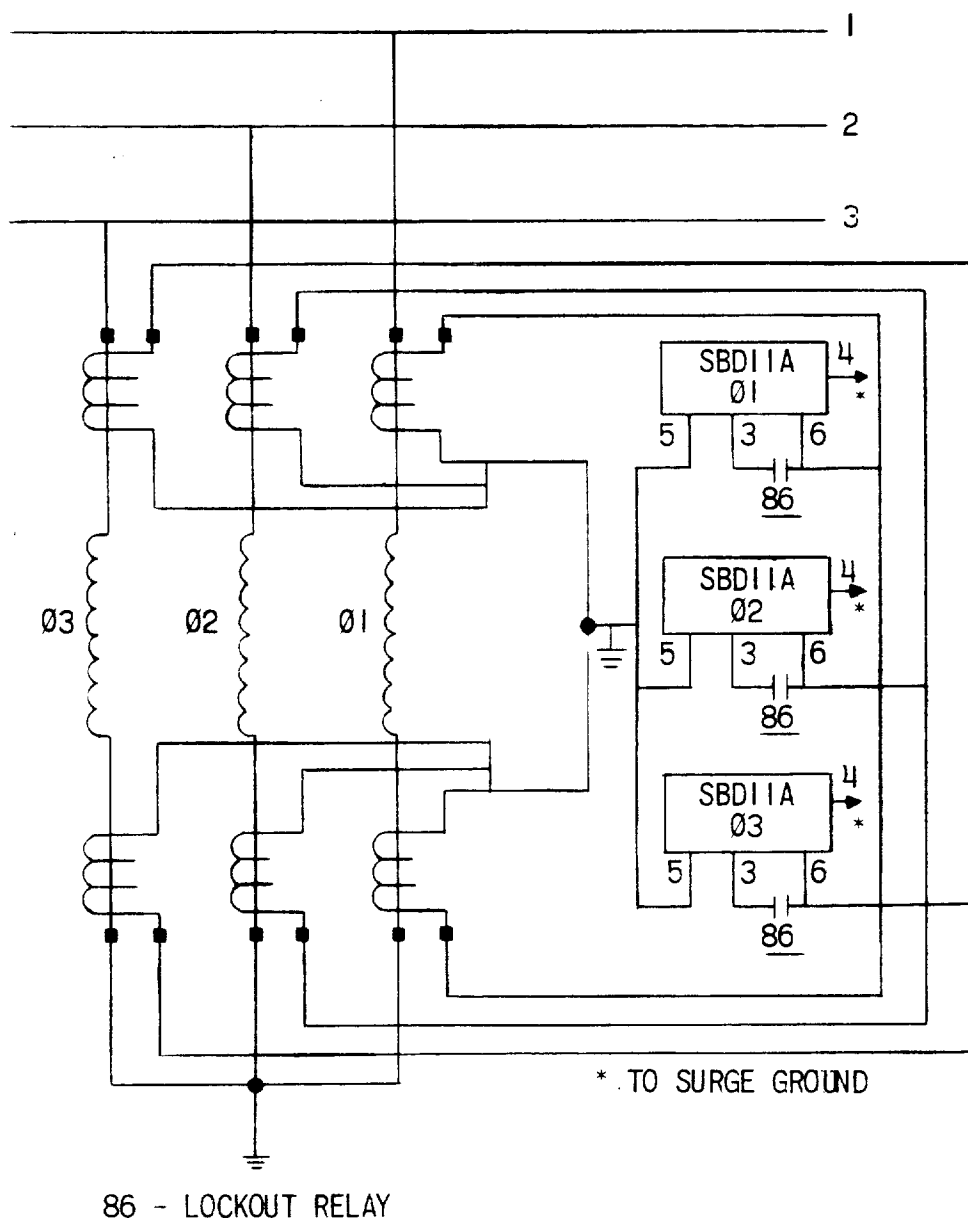 1
2
3
SBD11A
Ø1
4
*
5 3 6
86
SBD11A
Ø2
4
*
5 3 6
86
Ø3 Ø2 Ø1
SBD11A
Ø3
4
*
5 3 6
86
* TO SURGE GROUND
86 - LOCKOUT RELAY